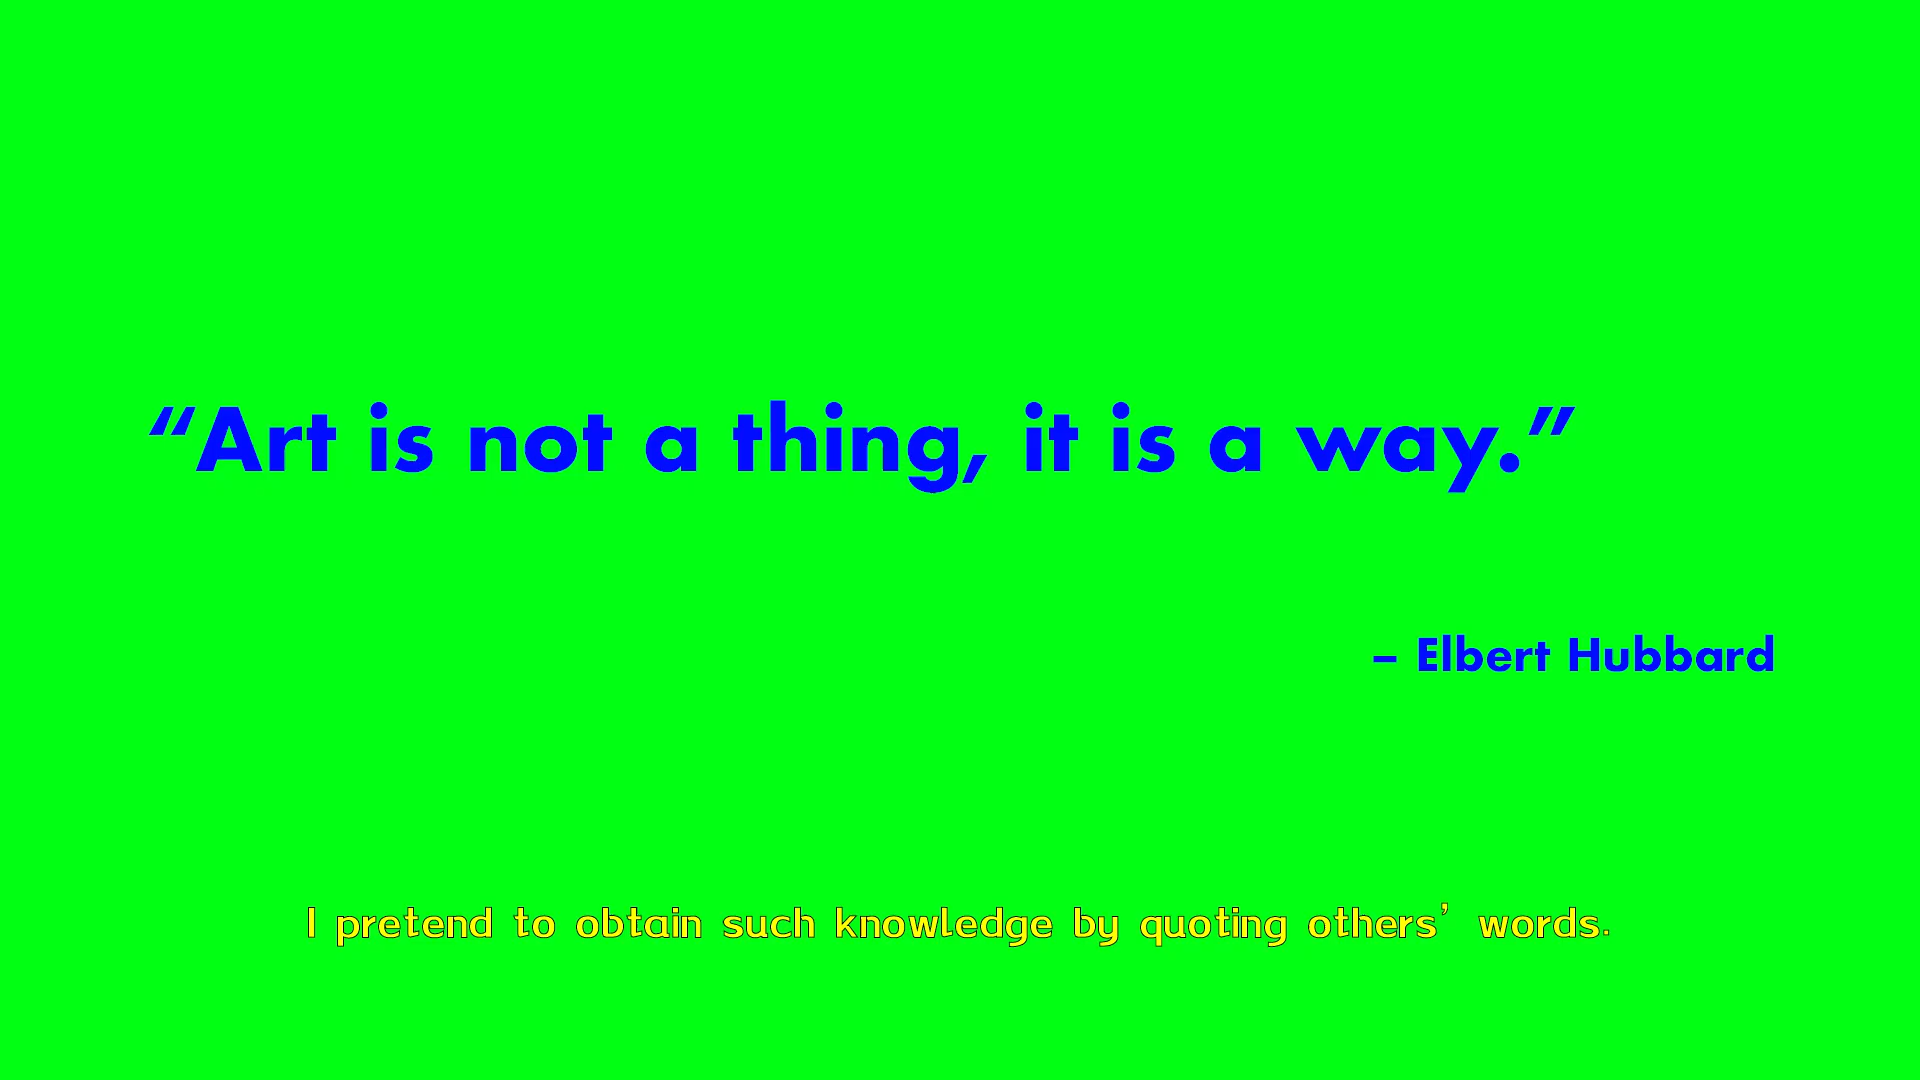 “Art is not a thing, it is a way.”
– Elbert Hubbard
I pretend to obtain such knowledge by quoting others’ words.